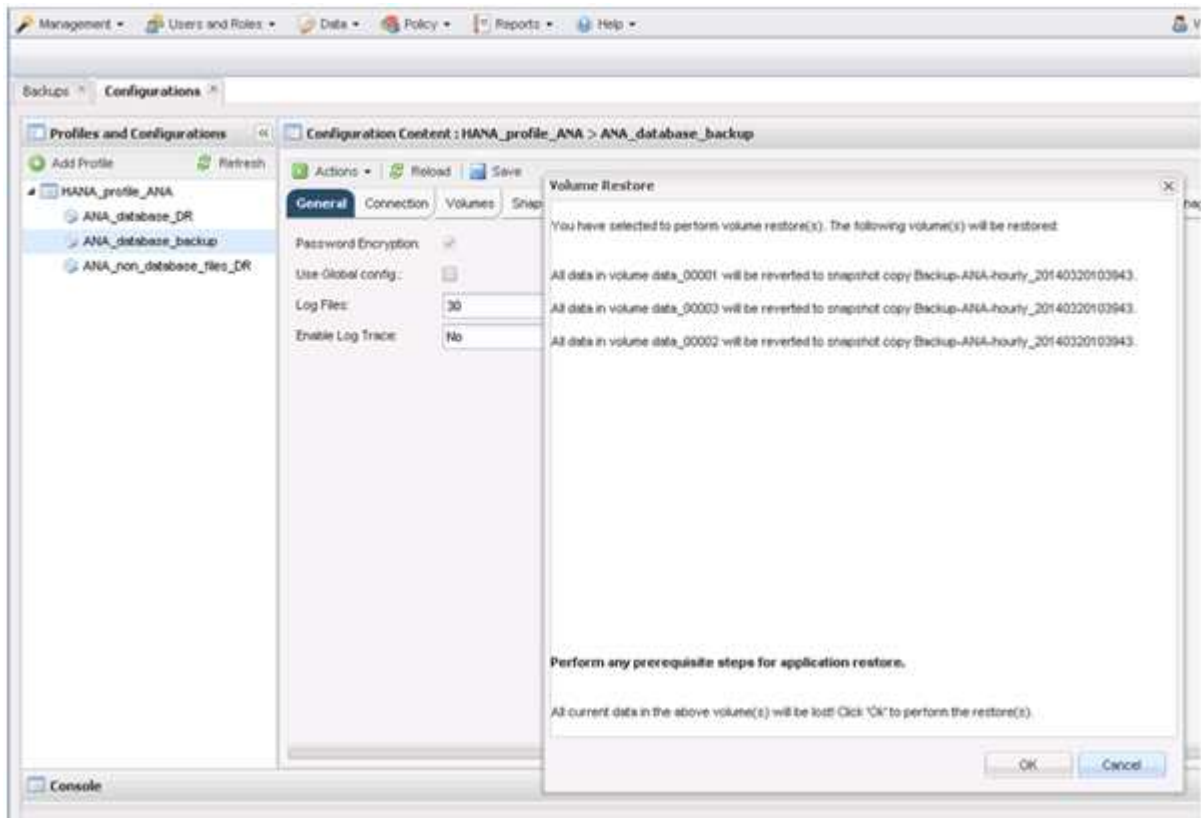 Management Users and Roles Data Policy Reports Help
Backups Configurations
Profiles and Configurations
Add Profile Refresh
HANA_profile_ANA
ANA_database_DR
ANA_database_backup
ANA_non_database_files_DR
Configuration Content : HANA_profile_ANA > ANA_database_backup
Actions Reload Save
General Connection Volumes Snap
Password Encryption:
Use Global config.:
Log Files: 30
Enable Log Trace: No
Volume Restore
You have selected to perform volume restore(s). The following volume(s) will be restored:
All data in volume data_00001 will be reverted to snapshot copy Backup-ANA-hourly_20140320103943.
All data in volume data_00003 will be reverted to snapshot copy Backup-ANA-hourly_20140320103943.
All data in volume data_00002 will be reverted to snapshot copy Backup-ANA-hourly_20140320103943.
Perform any prerequisite steps for application restore.
All current data in the above volume(s) will be lost! Click 'Ok' to perform the restore(s).
OK Cancel
Console